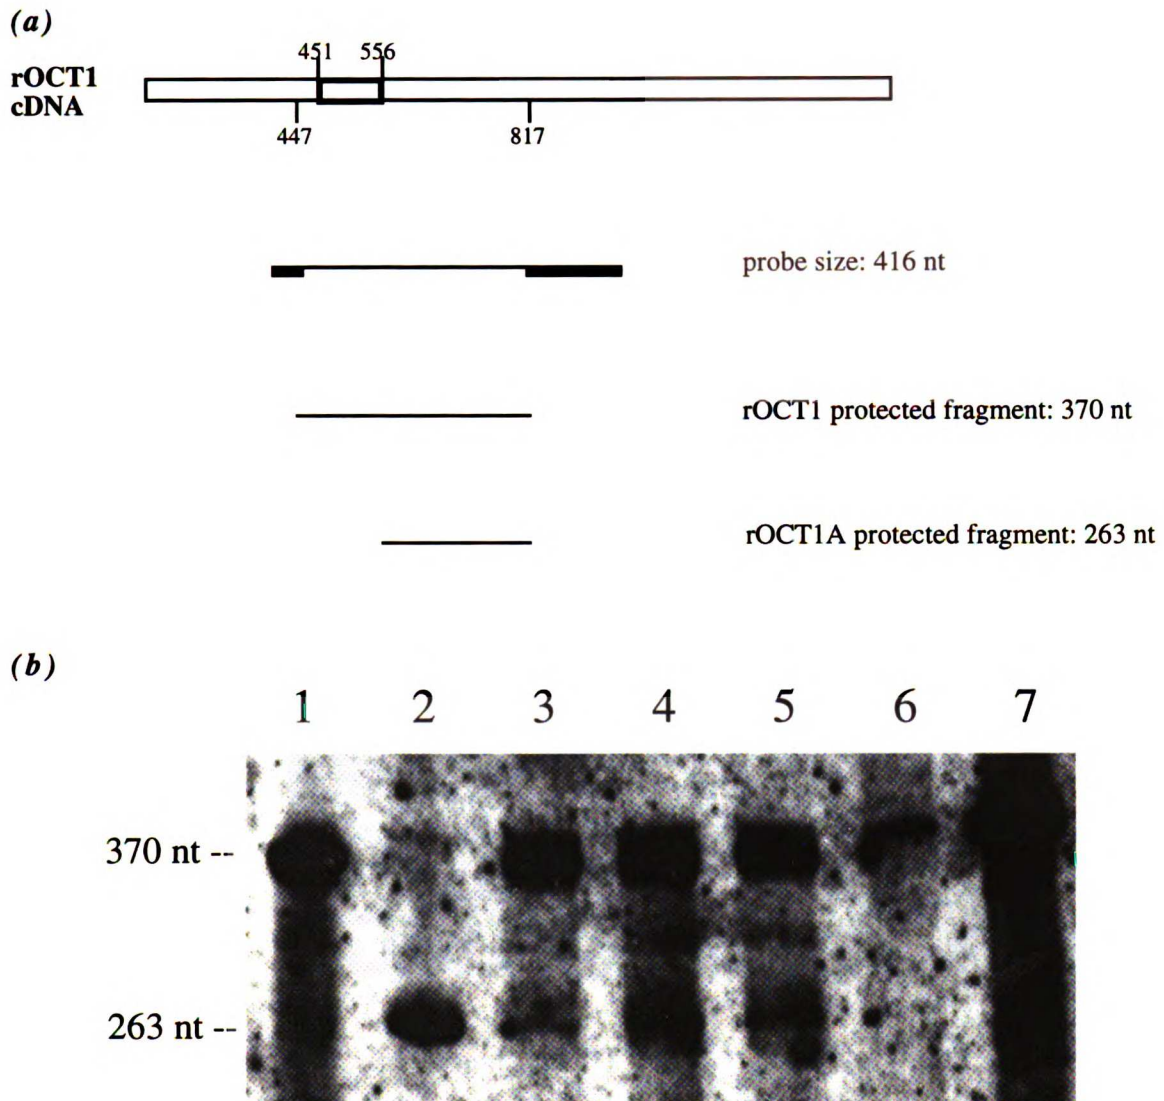 (a)
451 556
rOCT1
cDNA
447 817
probe size: 416 nt
rOCT1 protected fragment: 370 nt
rOCT1A protected fragment: 263 nt
(b)
1 2 3 4 5 6 7
370 nt --
263 nt --